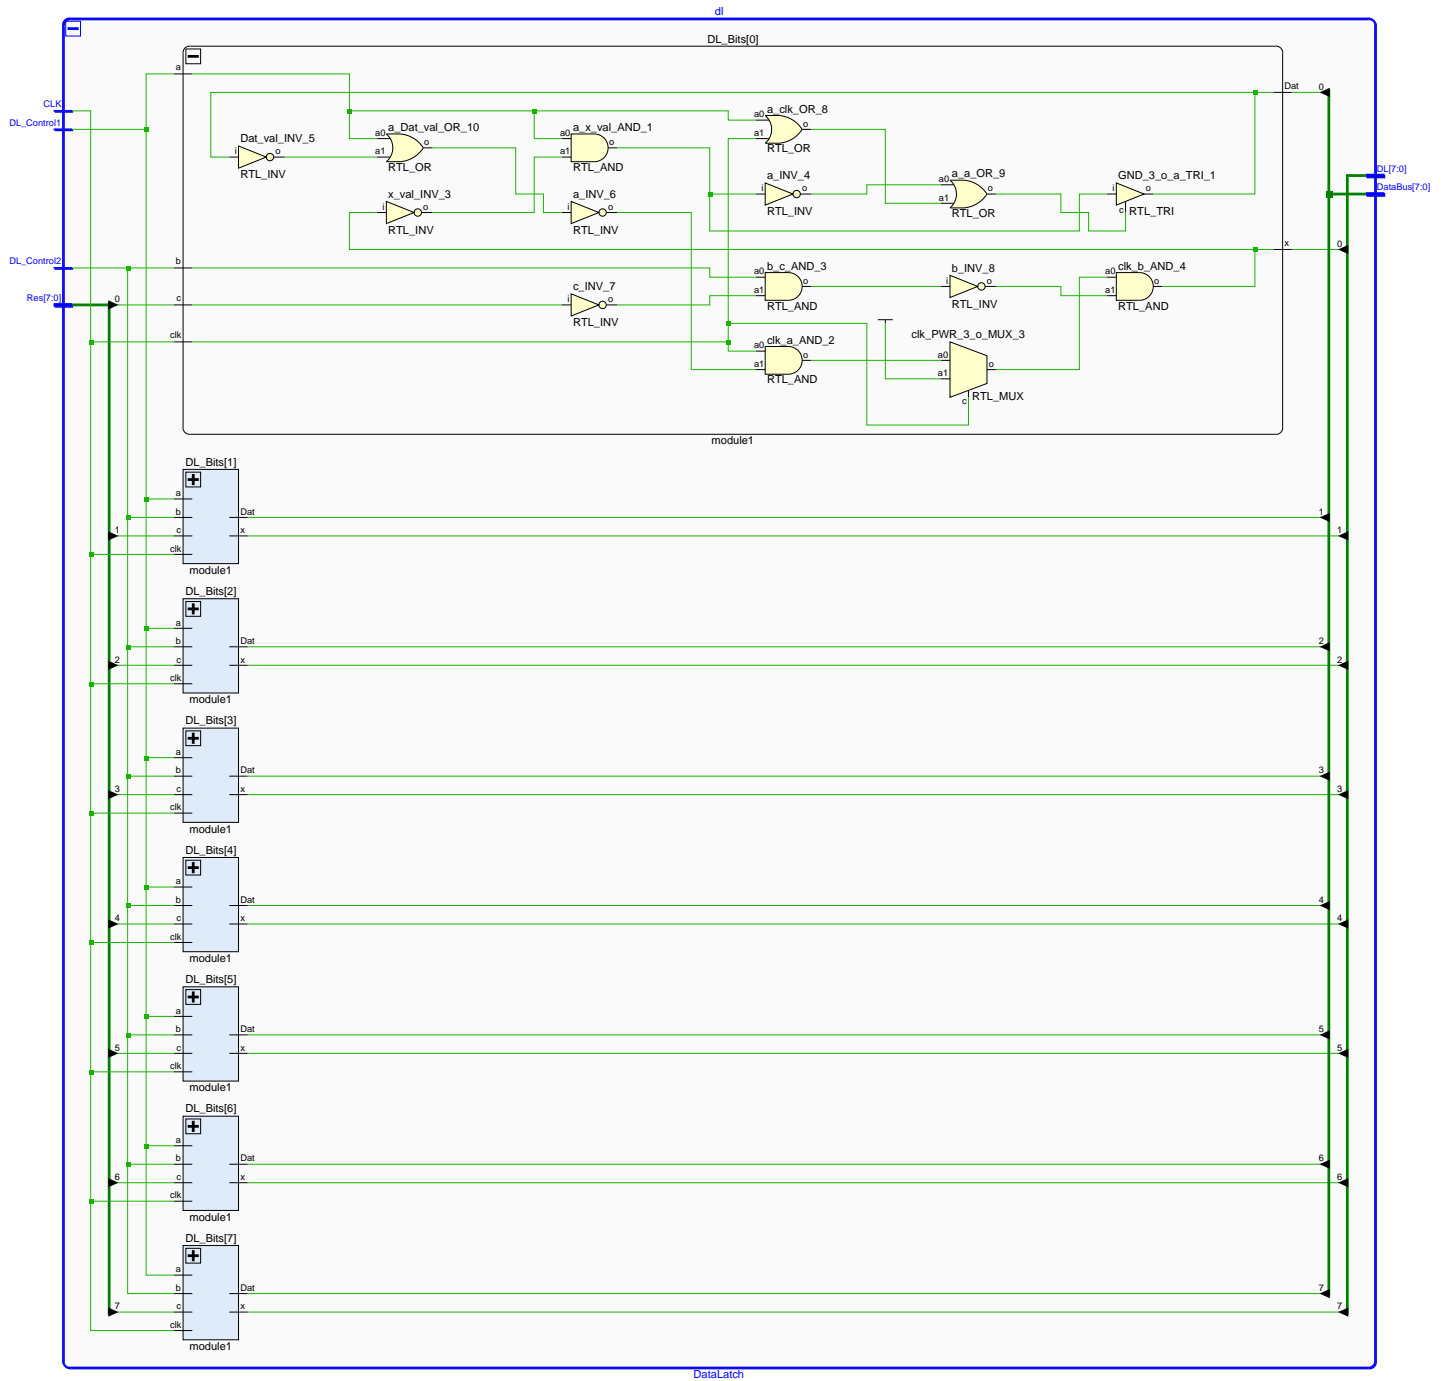 dl
DL_Bits[0]
a
Dat
0
CLK
DL_Control1
a_clk_OR_8
a0
a1
o
RTL_OR
a_Dat_val_OR_10
a0
a1
o
RTL_OR
a_x_val_AND_1
a0
a1
o
RTL_AND
Dat_val_INV_5
i
o
RTL_INV
DL[7:0]
DataBus[7:0]
a_INV_4
i
o
RTL_INV
a_a_OR_9
a0
a1
o
RTL_OR
GND_3_o_a_TRI_1
i
o
c
RTL_TRI
x_val_INV_3
i
o
RTL_INV
a_INV_6
i
o
RTL_INV
x
0
DL_Control2
b
b_c_AND_3
a0
a1
o
RTL_AND
b_INV_8
i
o
RTL_INV
clk_b_AND_4
a0
a1
o
RTL_AND
Res[7:0]
0
c
c_INV_7
i
o
RTL_INV
clk
clk_a_AND_2
a0
a1
o
RTL_AND
clk_PWR_3_o_MUX_3
a0
a1
o
c
RTL_MUX
module1
DL_Bits[1]
a
b
Dat
1
1
c
x
1
clk
module1
DL_Bits[2]
a
b
Dat
2
2
c
x
2
clk
module1
DL_Bits[3]
a
b
Dat
3
3
c
x
3
clk
module1
DL_Bits[4]
a
b
Dat
4
4
c
x
4
clk
module1
DL_Bits[5]
a
b
Dat
5
5
c
x
5
clk
module1
DL_Bits[6]
a
b
Dat
6
6
c
x
6
clk
module1
DL_Bits[7]
a
b
Dat
7
7
c
x
7
clk
module1
DataLatch